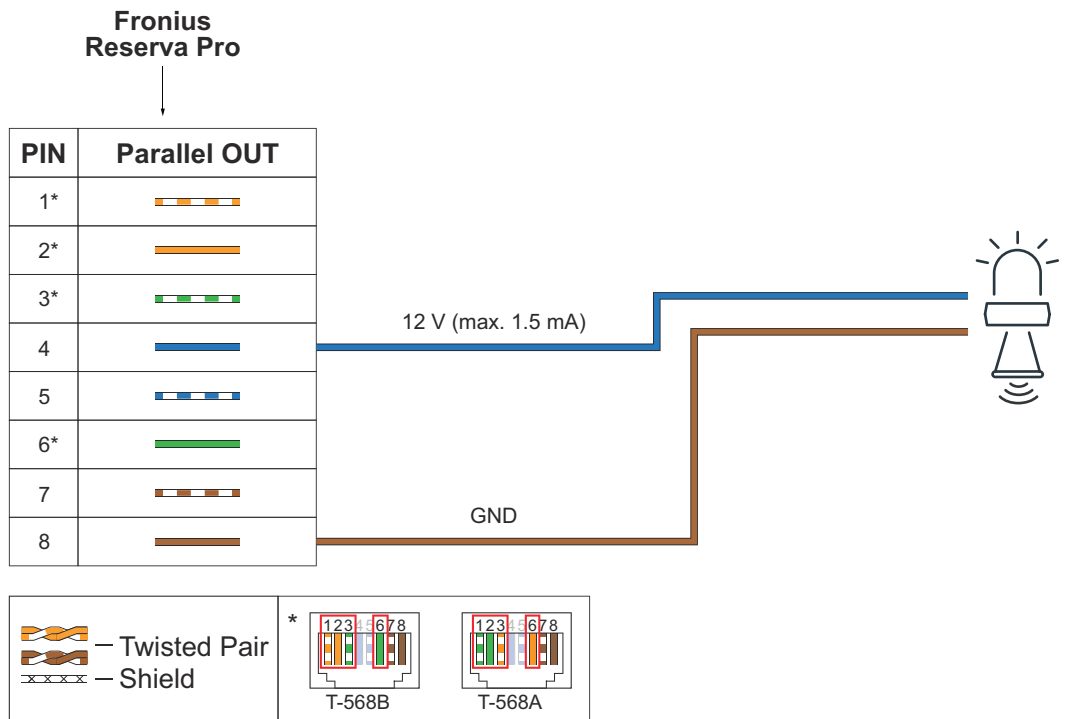 Fronius
Reserva Pro
PIN Parallel OUT
1*
2*
3*
4
5
6*
7
8
12 V (max. 1.5 mA)
GND
Twisted Pair
Shield
*
12345678
T-568B
12345678
T-568A